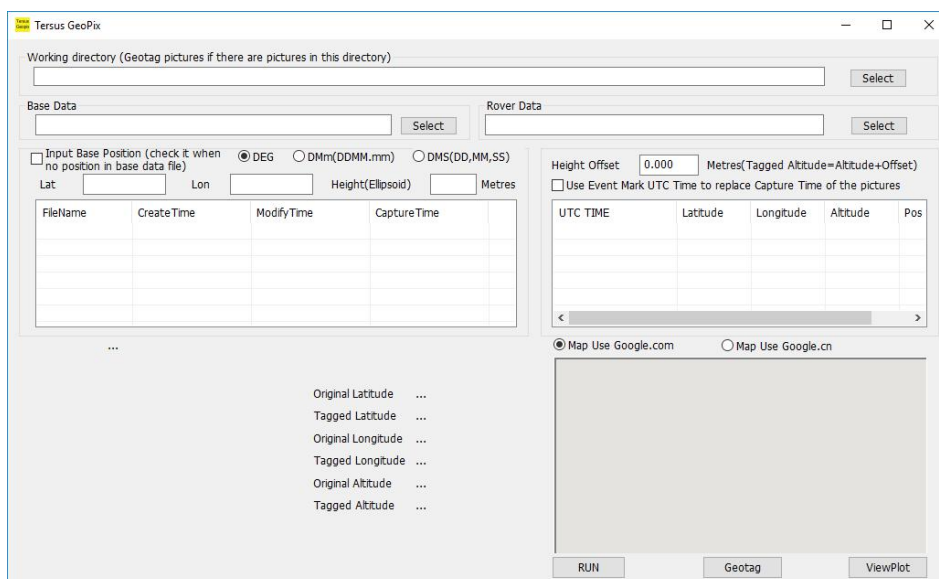 Tersus GeoPix
Working directory (Geotag pictures if there are pictures in this directory)
Select
Base Data
Select
Rover Data
Select
Input Base Position (check it when
no position in base data file)
DEG
DMm(DDMM.mm)
DMS(DD,MM,SS)
Lat
Lon
Height(Ellipsoid)
Metres
Height Offset
0.000
Metres(Tagged Altitude=Altitude+Offset)
Use Event Mark UTC Time to replace Capture Time of the pictures
FileName CreateTime ModifyTime CaptureTime
UTC TIME Latitude Longitude Altitude Pos
...
Map Use Google.com
Map Use Google.cn
Original Latitude ...
Tagged Latitude ...
Original Longitude ...
Tagged Longitude ...
Original Altitude ...
Tagged Altitude ...
RUN
Geotag
ViewPlot